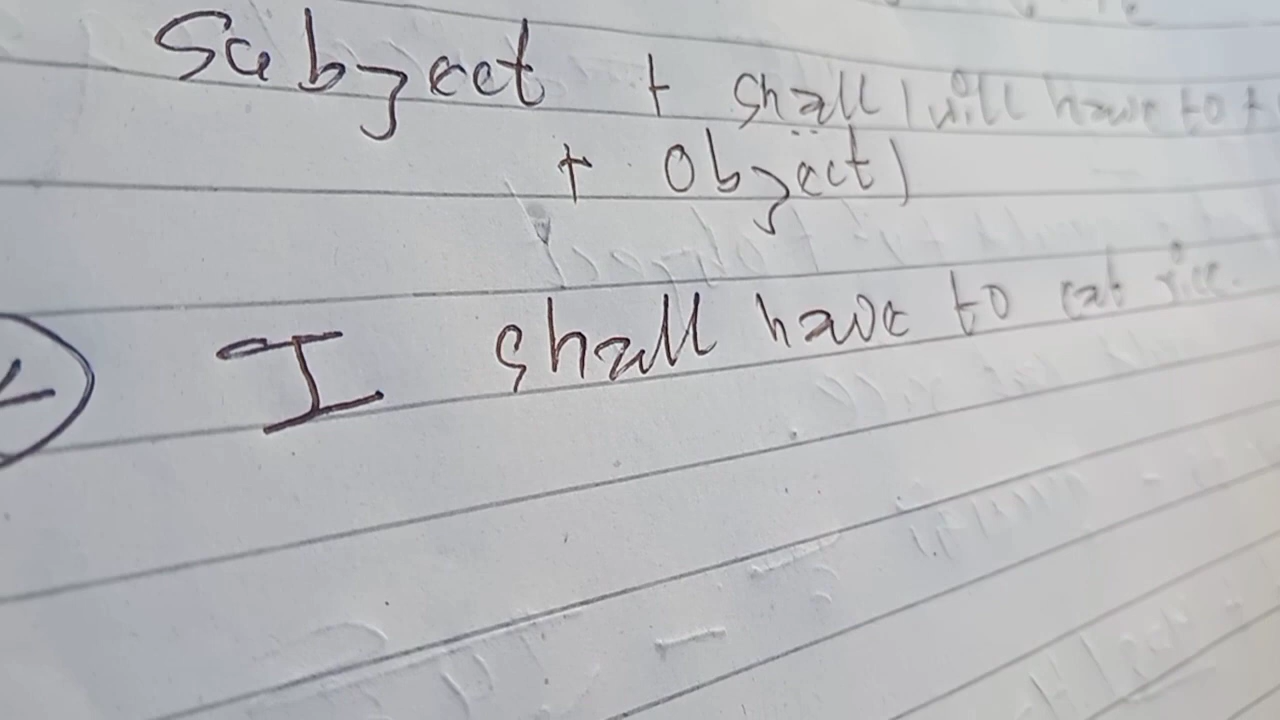 Subject + shall / will have to +
+ Object)
I shall have to eat rice.